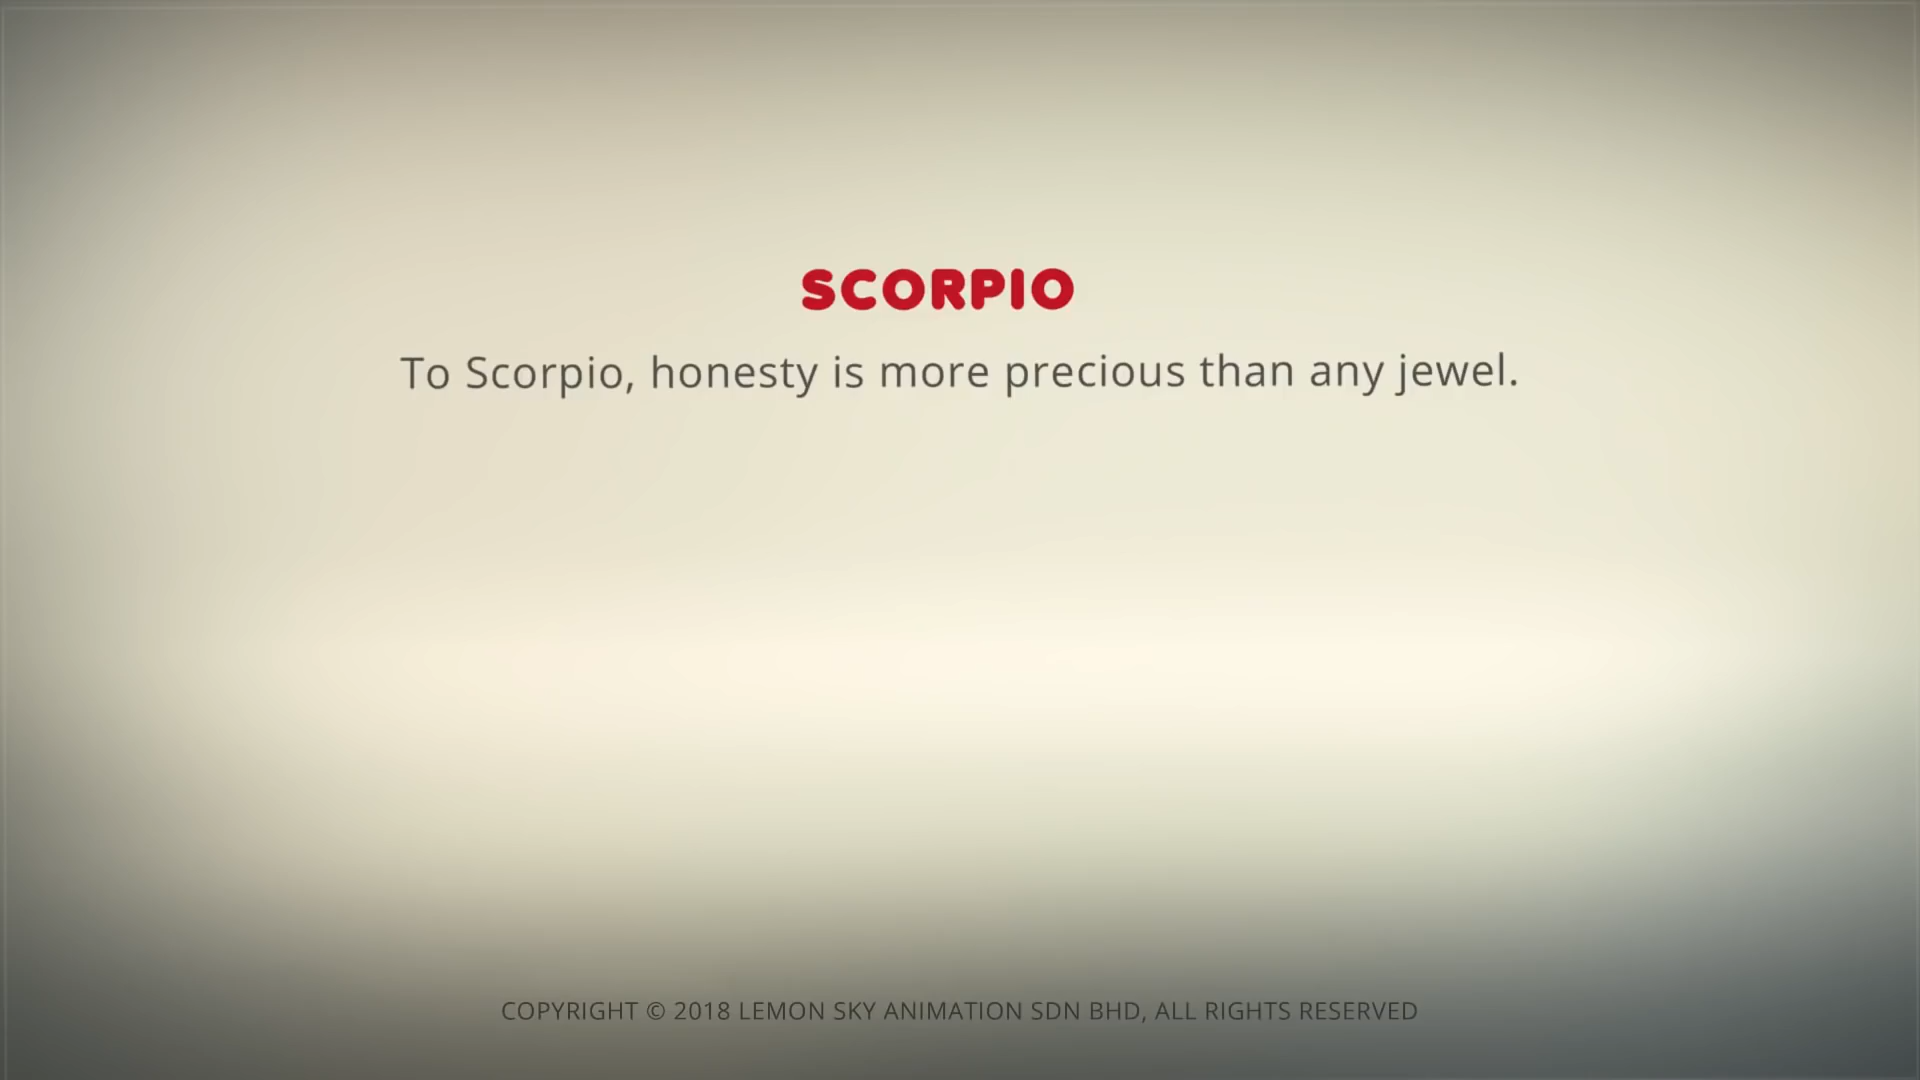 SCORPIO
To Scorpio, honesty is more precious than any jewel.
COPYRIGHT © 2018 LEMON SKY ANIMATION SDN BHD, ALL RIGHTS RESERVED